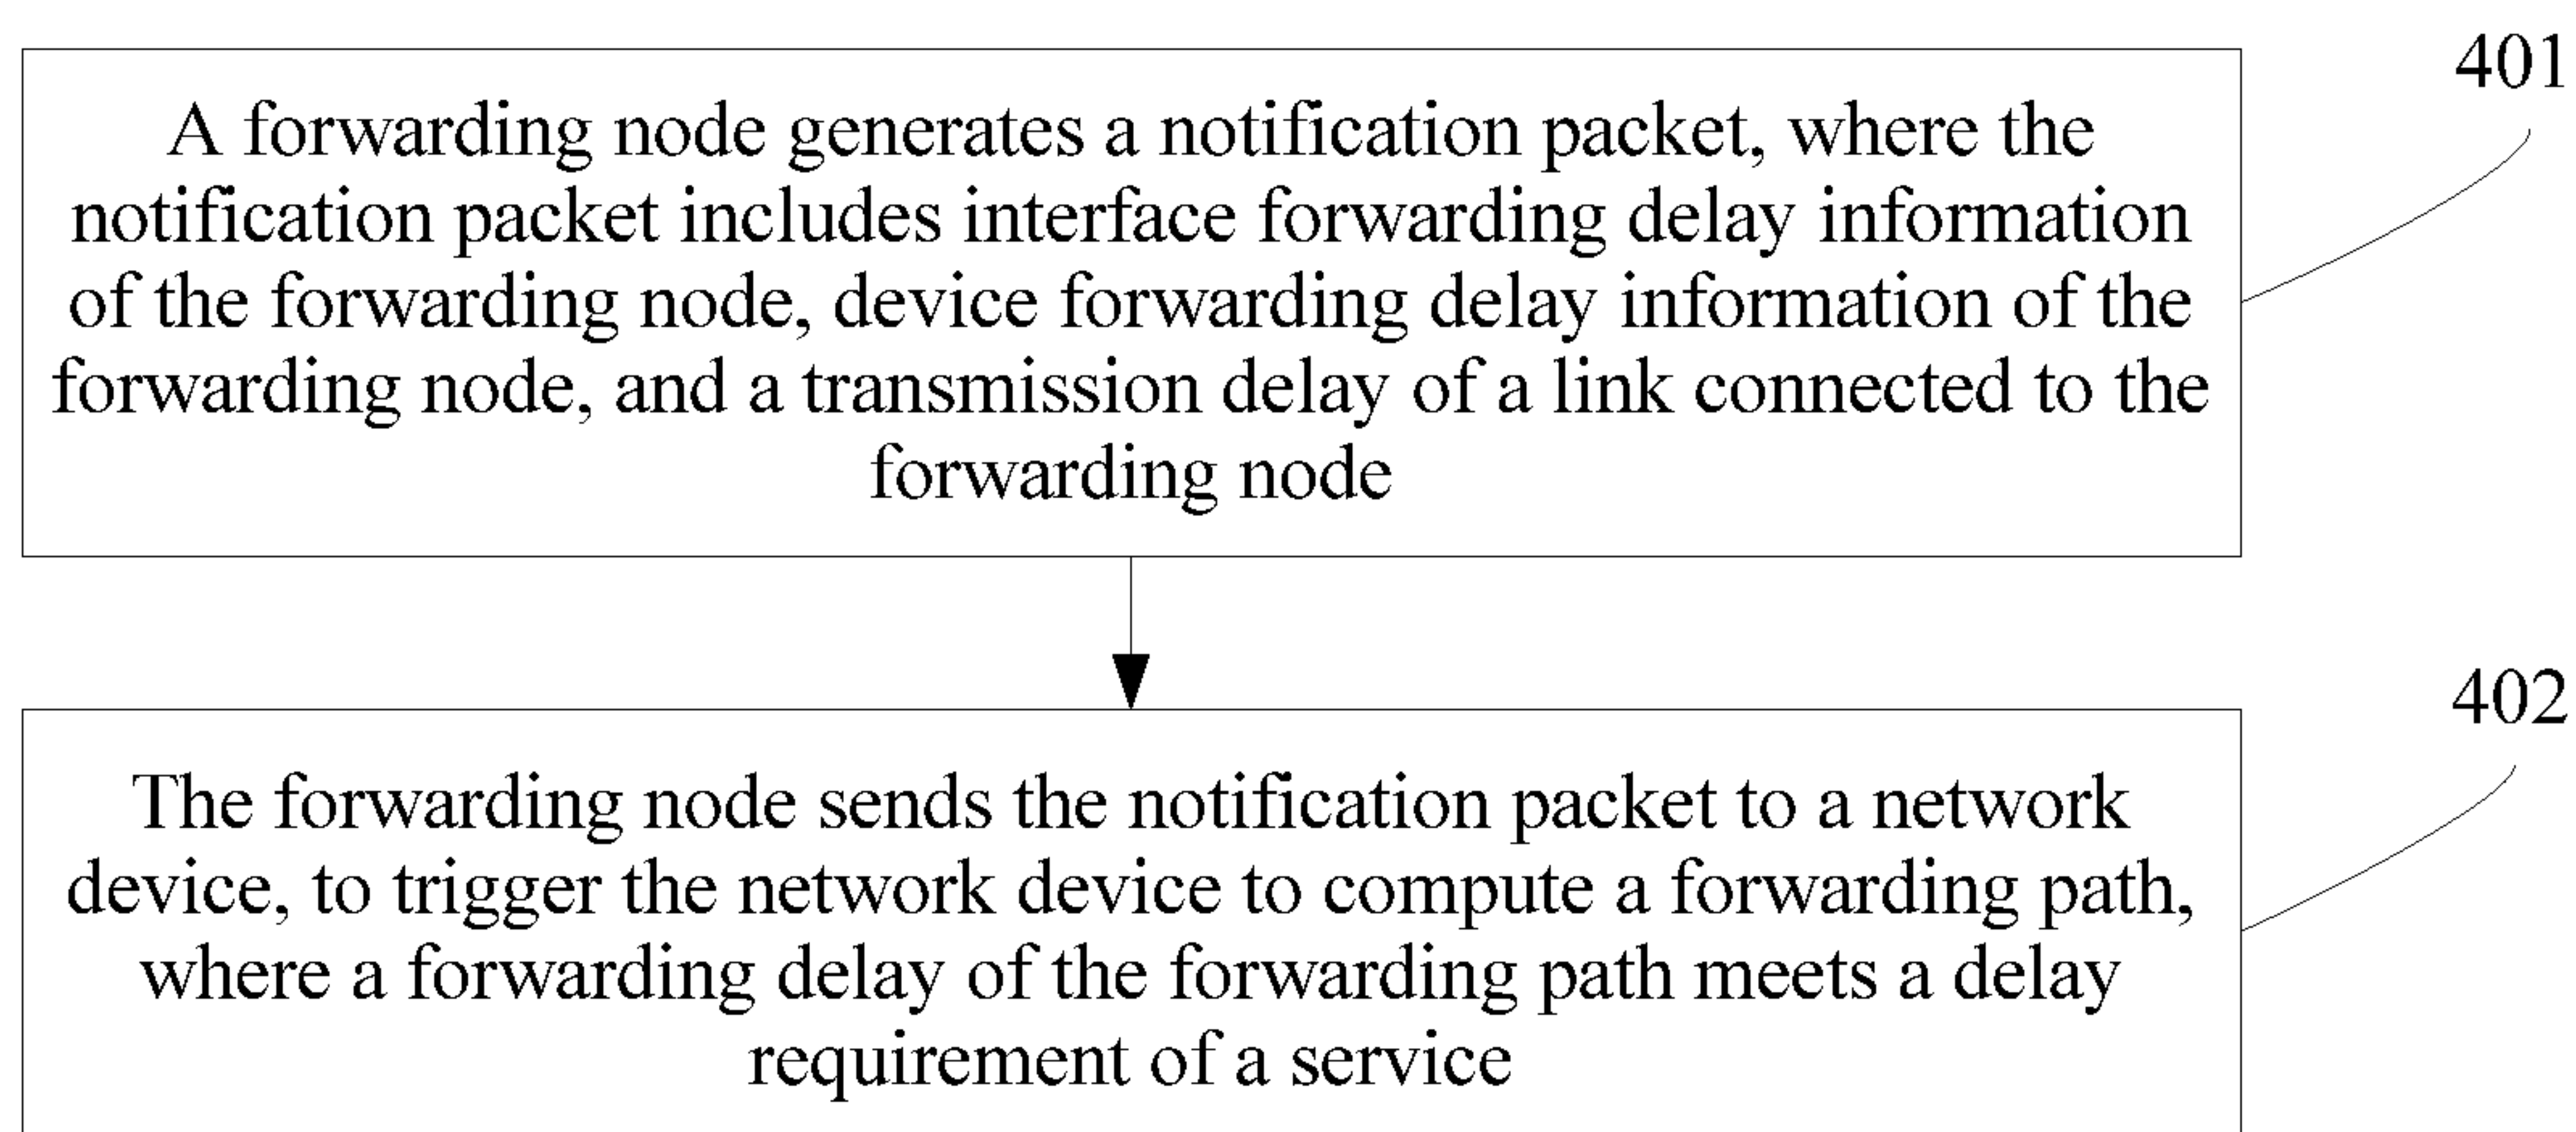 401
A forwarding node generates a notification packet, where the
notification packet includes interface forwarding delay information
of the forwarding node, device forwarding delay information of the
forwarding node, and a transmission delay of a link connected to the
forwarding node
402
The forwarding node sends the notification packet to a network
device, to trigger the network device to compute a forwarding path,
where a forwarding delay of the forwarding path meets a delay
requirement of a service